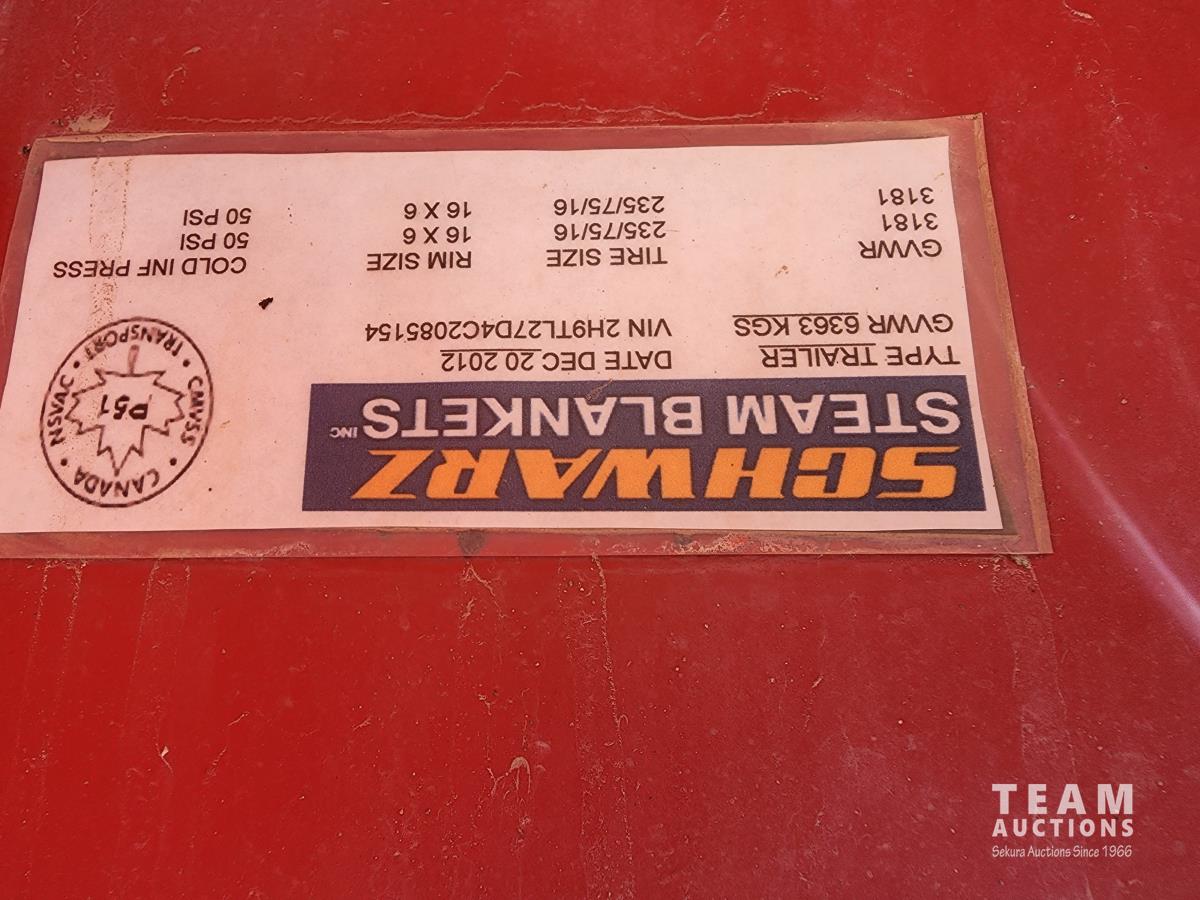 SCHWARZ
STEAM BLANKETS INC
TYPE TRAILER DATE DEC 20 2012
GVWR 6363 KGS VIN 2H9TL27D4C2085154
GVWR TIRE SIZE RIM SIZE COLD INF PRESS
3181 235/75/16 16 X 6 50 PSI
3181 235/75/16 16 X 6 50 PSI
CANADA • CMVSS • TRANSPORT • NSVAC •
P51
TEAM
AUCTIONS
Sekura Auctions Since 1966